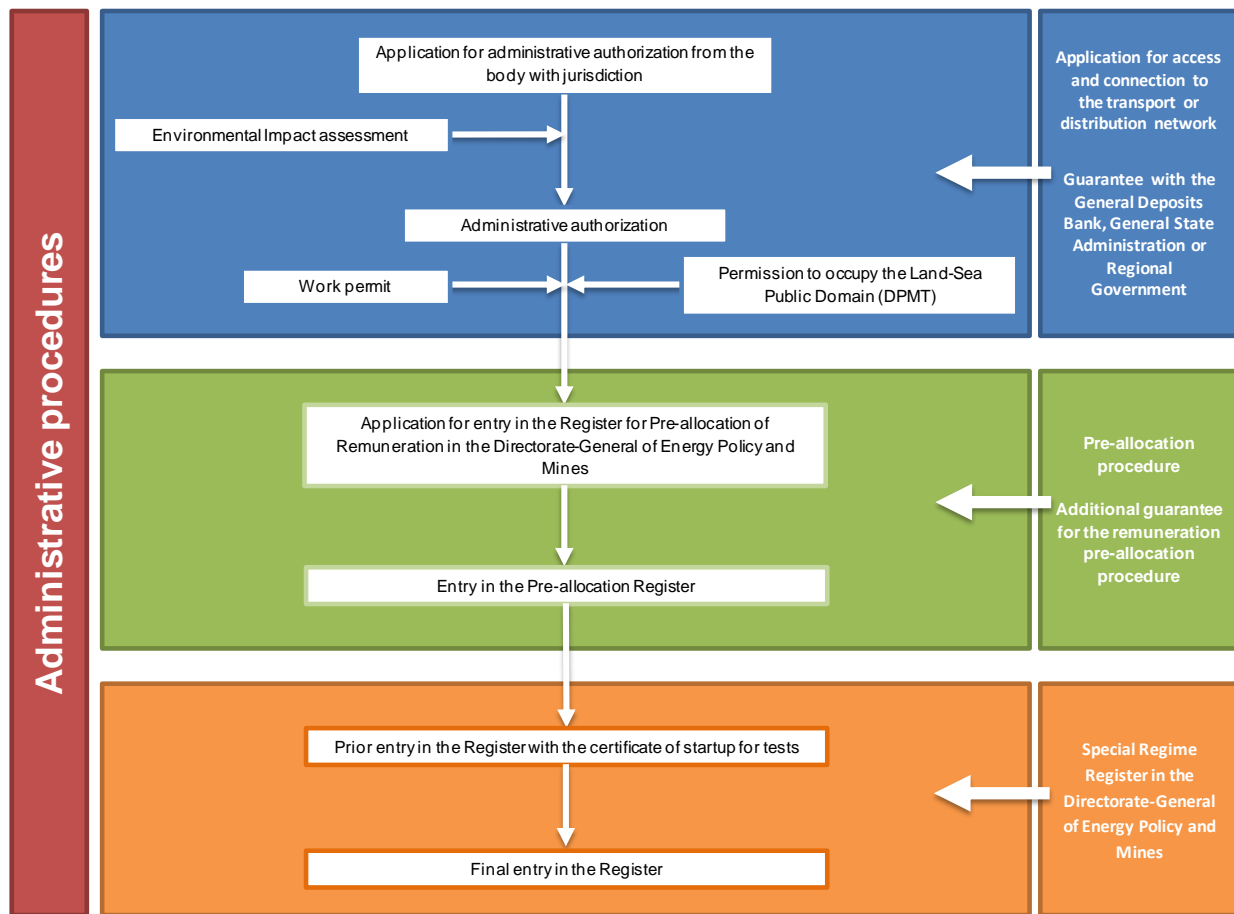 Administrative procedures
Application for administrative authorization from the
body with jurisdiction
Environmental Impact assessment
Administrative authorization
Work permit
Permission to occupy the Land-Sea
Public Domain (DPMT)
Application for access
and connection to
the transport or
distribution network
Guarantee with the
General Deposits
Bank, General State
Administration or
Regional
Government
Application for entry in the Register for Pre-allocation of
Remuneration in the Directorate-General of Energy Policy and
Mines
Entry in the Pre-allocation Register
Pre-allocation
procedure
Additional guarantee
for the remuneration
pre-allocation
procedure
Prior entry in the Register with the certificate of startup for tests
Final entry in the Register
Special Regime
Register in the
Directorate-General
of Energy Policy and
Mines